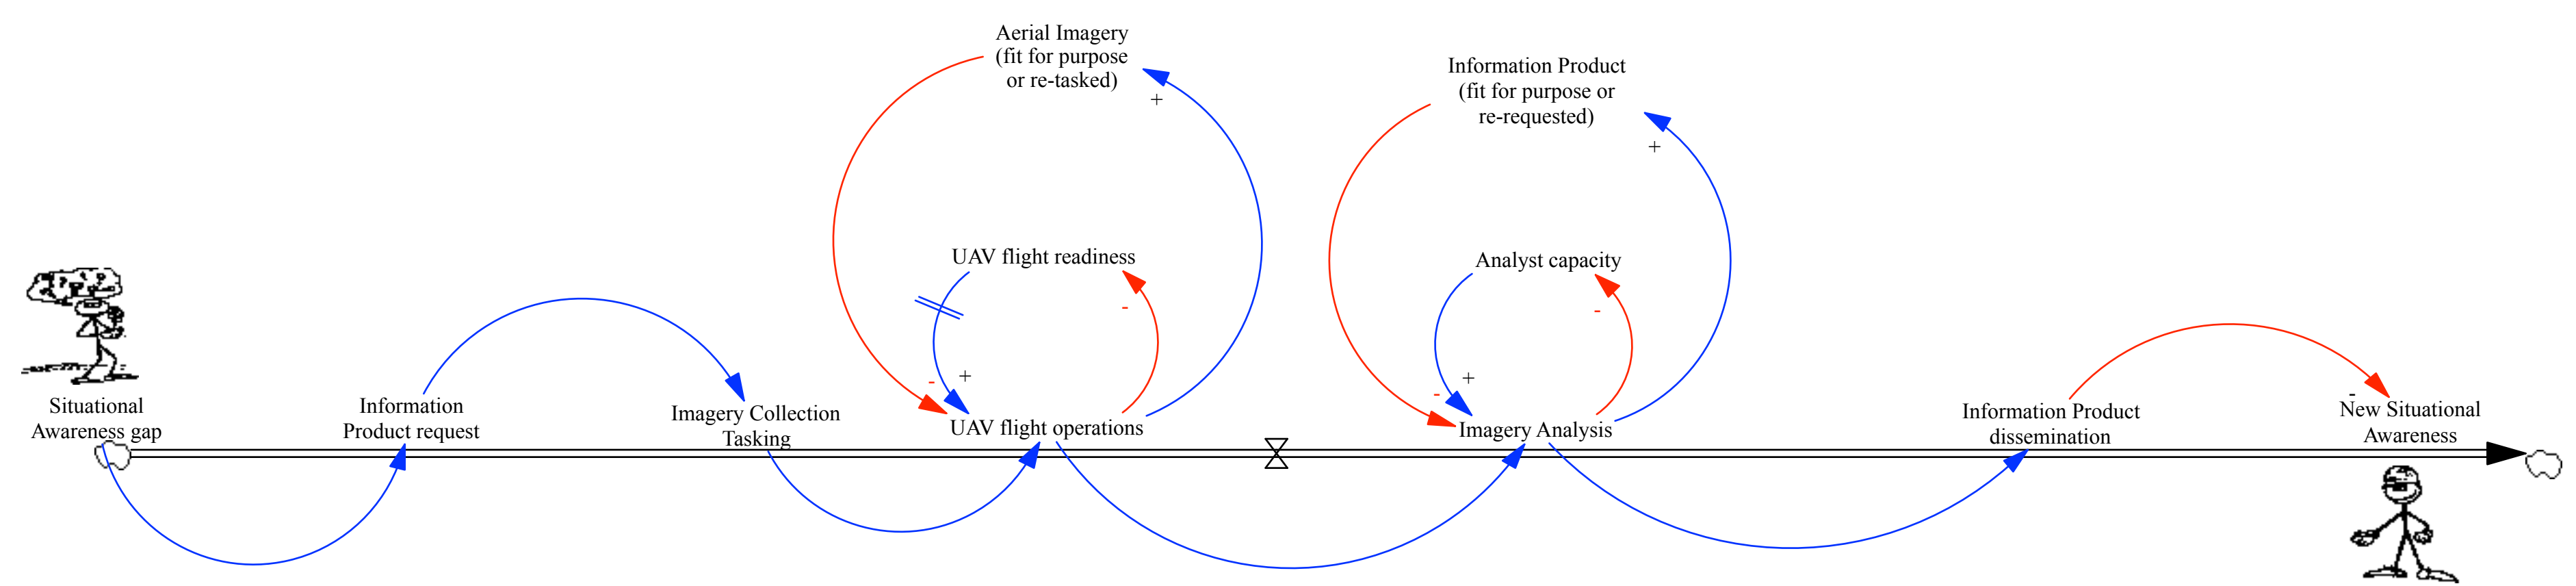 Situational
Awareness gap
Information
Product request
Imagery Collection
Tasking
Aerial Imagery
(fit for purpose
or re-tasked)
+
UAV flight readiness
-
-
+
UAV flight operations
Information Product
(fit for purpose or
re-requested)
+
Analyst capacity
-
-
+
Imagery Analysis
Information Product
dissemination
-
New Situational
Awareness